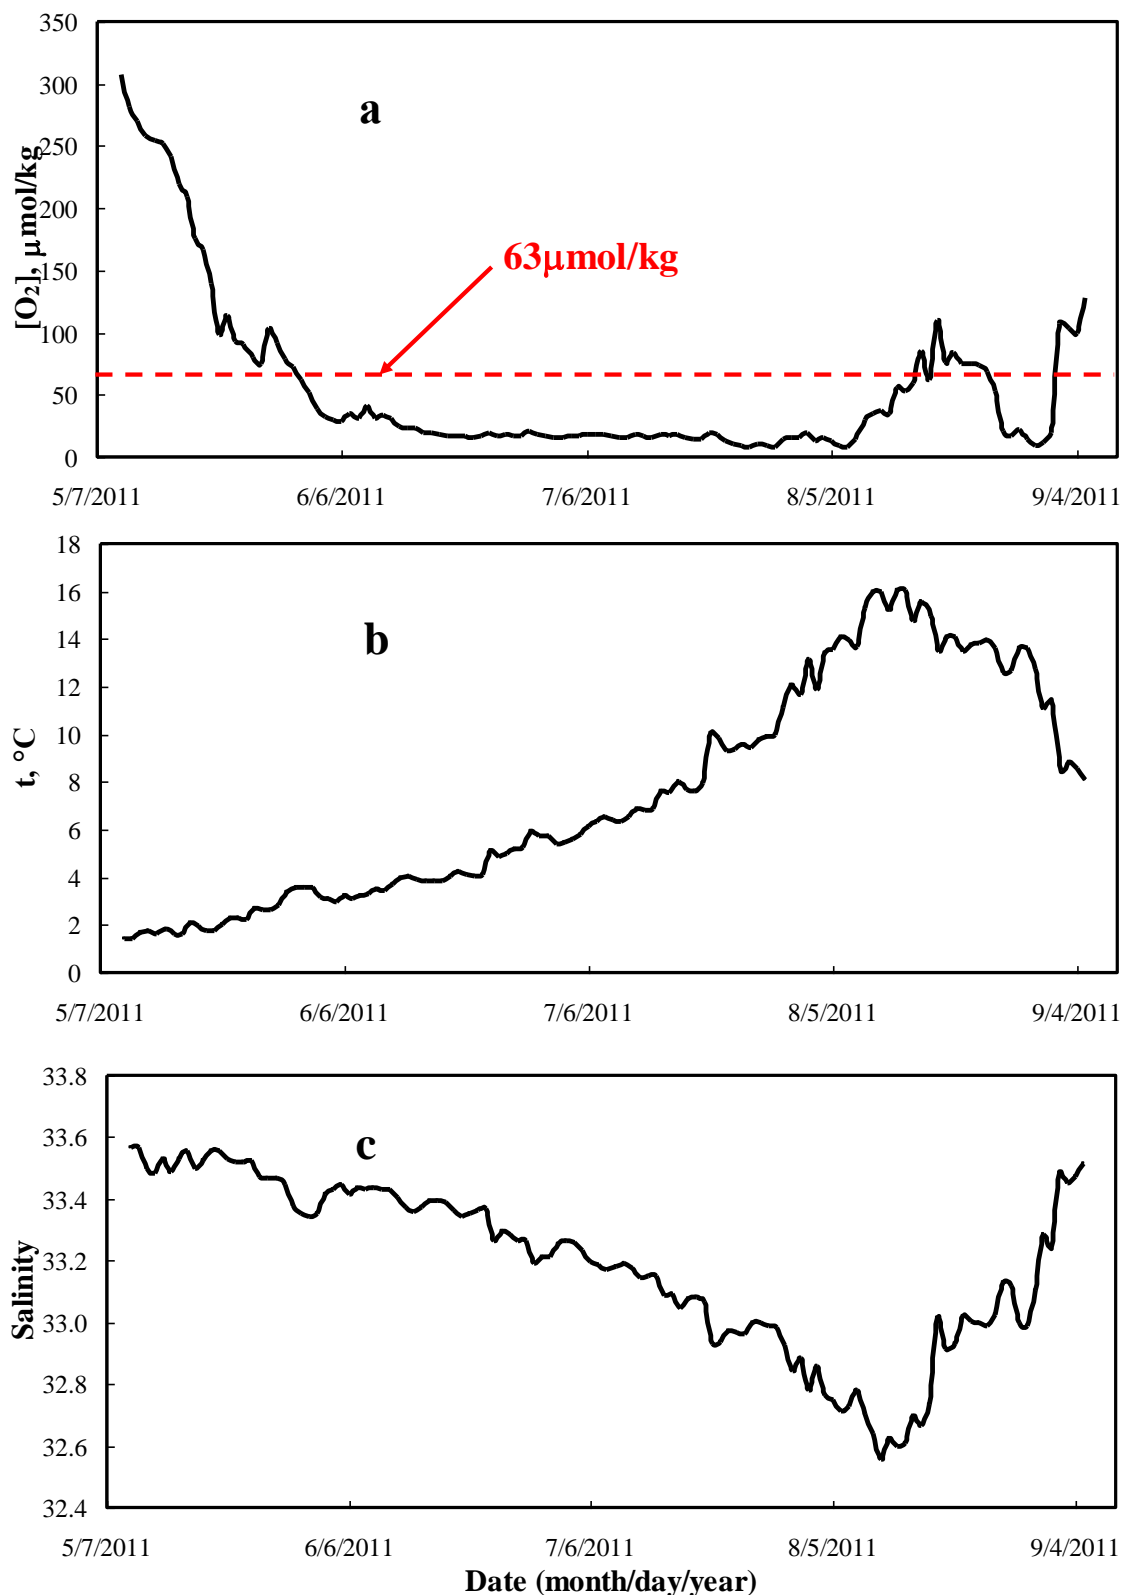 350
300
250
200
150
100
50
0
[O₂], μmol/kg
a
63μmol/kg
5/7/2011 6/6/2011 7/6/2011 8/5/2011 9/4/2011
18
16
14
12
10
8
6
4
2
0
t, °C
b
5/7/2011 6/6/2011 7/6/2011 8/5/2011 9/4/2011
33.8
33.6
33.4
33.2
33.0
32.8
32.6
32.4
Salinity
c
5/7/2011 6/6/2011 7/6/2011 8/5/2011 9/4/2011
Date (month/day/year)